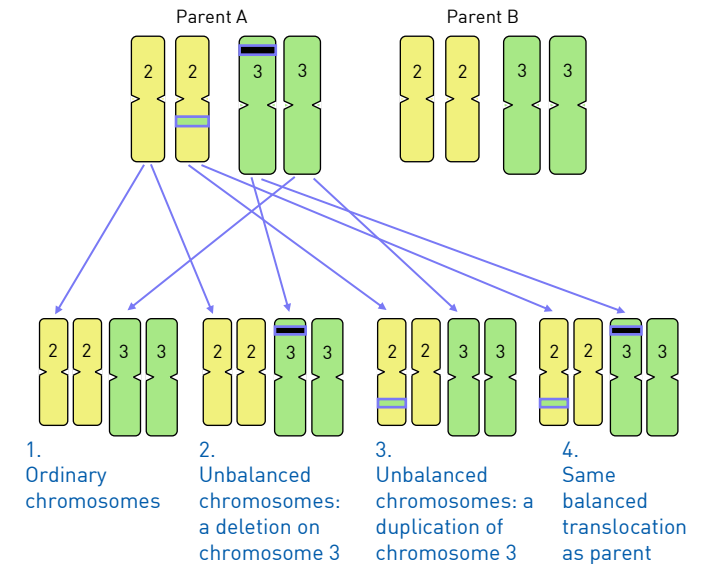 Parent A Parent B
2 2 3 3 2 2 3 3
2 2 3 3 2 2 3 3 2 2 3 3 2 2 3 3
1.
Ordinary
chromosomes
2.
Unbalanced
chromosomes:
a deletion on
chromosome 3
3.
Unbalanced
chromosomes: a
duplication of
chromosome 3
4.
Same
balanced
translocation
as parent